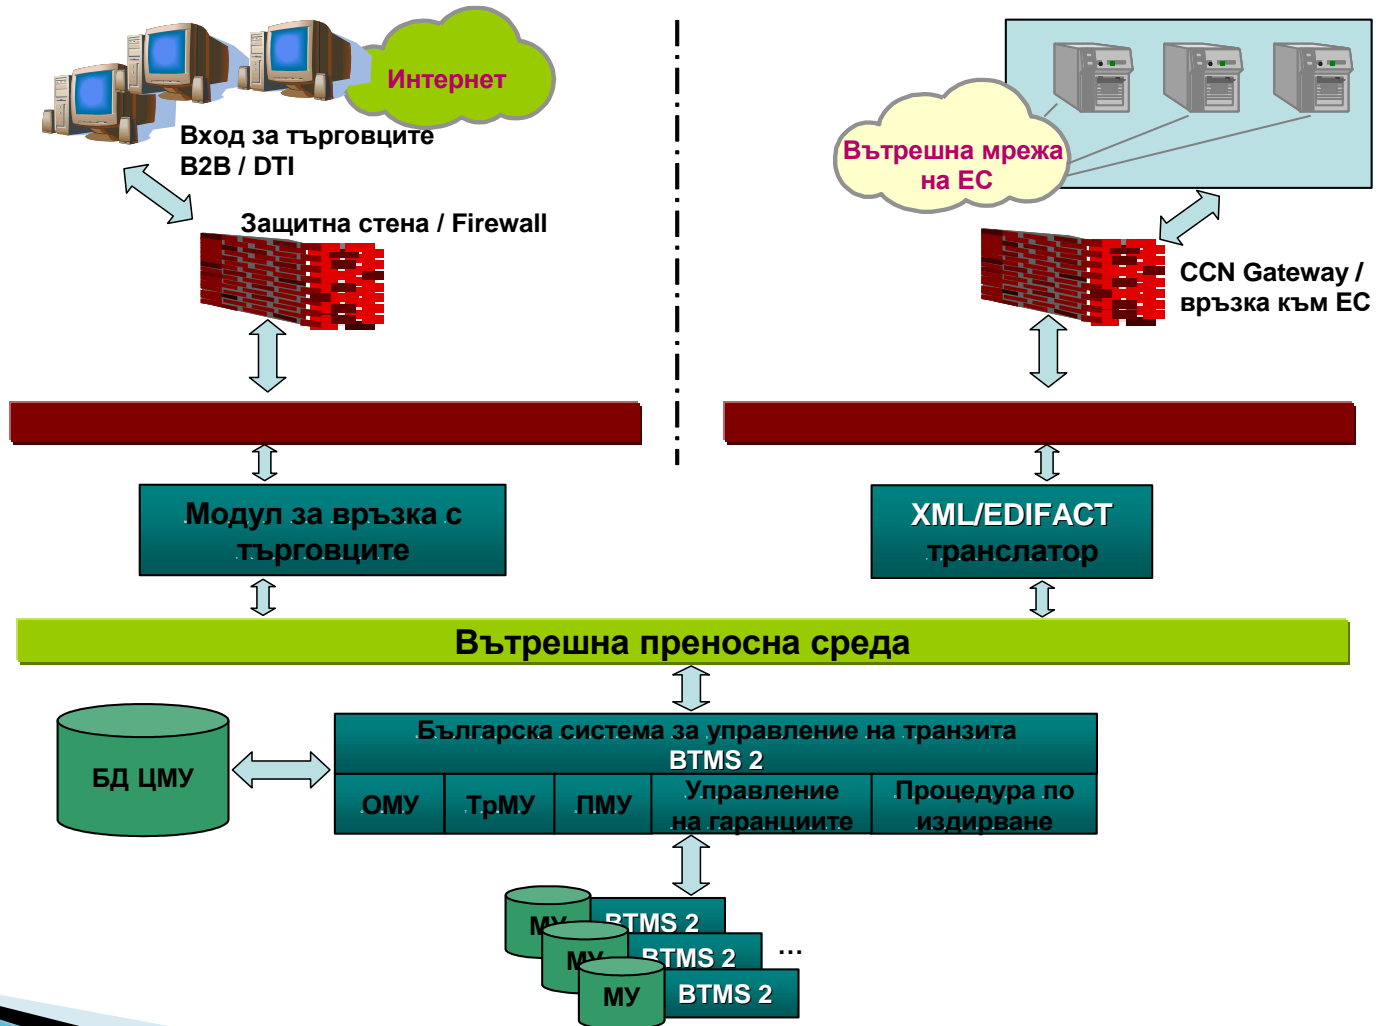 Интернет
Вход за търговците
B2B / DTI
Защитна стена / Firewall
Вътрешна мрежа
на ЕС
CCN Gateway /
връзка към ЕС
Модул за връзка с
търговците
XML/EDIFACT
транслатор
Вътрешна преносна среда
БД ЦМУ
Българска система за управление на транзита
BTMS 2
ОМУ
ТрМУ
ПМУ
Управление
на гаранциите
Процедура по
издирване
МУ
BTMS 2
МУ
BTMS 2
...
МУ
BTMS 2